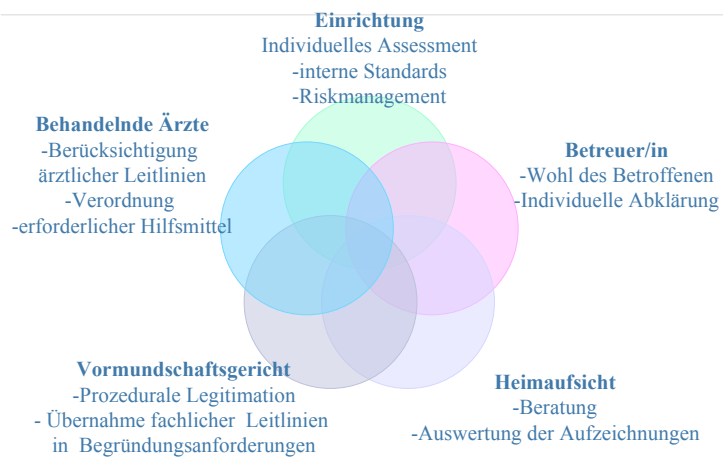 Einrichtung
Individuelles Assessment
-interne Standards
-Riskmanagement
Behandelnde Ärzte
-Berücksichtigung
ärztlicher Leitlinien
-Verordnung
-erforderlicher Hilfsmittel
Betreuer/in
-Wohl des Betroffenen
-Individuelle Abklärung
Vormundschaftsgericht
-Prozedurale Legitimation
- Übernahme fachlicher Leitlinien
in Begründungsanforderungen
Heimaufsicht
-Beratung
-Auswertung der Aufzeichnungen